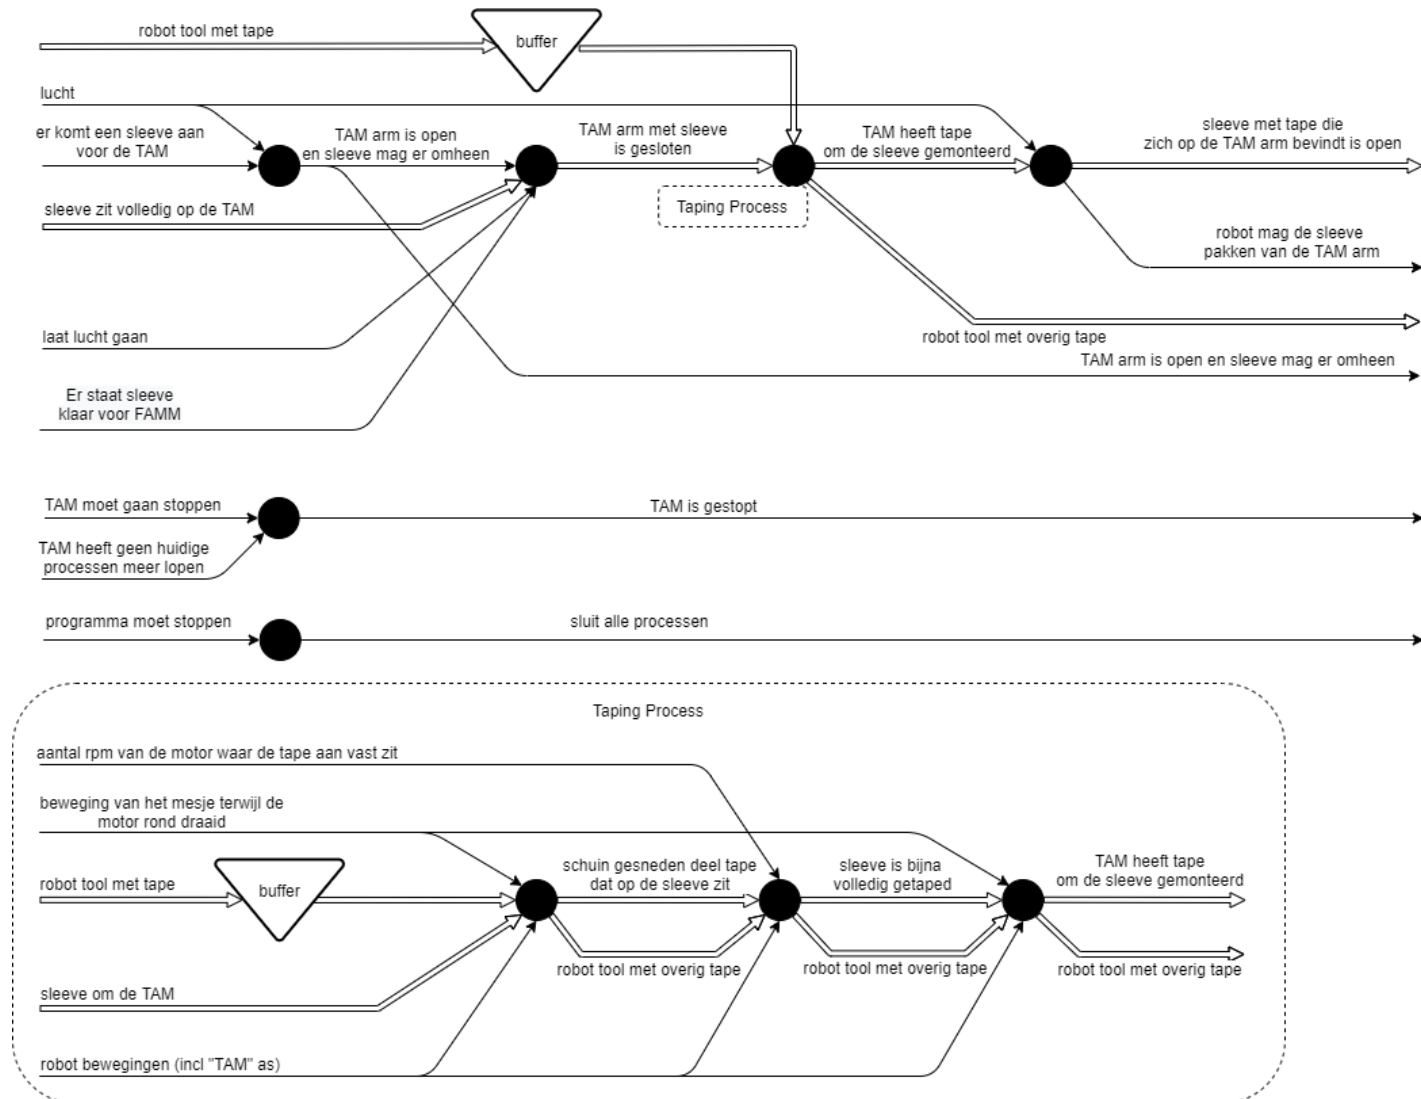 robot tool met tape
buffer
lucht
er komt een sleeve aan
voor de TAM
TAM arm is open
en sleeve mag er omheen
TAM arm met sleeve
is gesloten
TAM heeft tape
om de sleeve gemonteerd
sleeve met tape die
zich op de TAM arm bevindt is open
sleeve zit volledig op de TAM
Taping Process
robot mag de sleeve
pakken van de TAM arm
laat lucht gaan
robot tool met overig tape
TAM arm is open en sleeve mag er omheen
Er staat sleeve
klaar voor FAMM
TAM moet gaan stoppen
TAM is gestopt
TAM heeft geen huidige
processen meer lopen
programma moet stoppen
sluit alle processen
Taping Process
aantal rpm van de motor waar de tape aan vast zit
beweging van het mesje terwijl de
motor rond draaid
robot tool met tape
buffer
schuin gesneden deel tape
dat op de sleeve zit
sleeve is bijna
volledig getaped
TAM heeft tape
om de sleeve gemonteerd
robot tool met overig tape
robot tool met overig tape
robot tool met overig tape
sleeve om de TAM
robot bewegingen (incl "TAM" as)